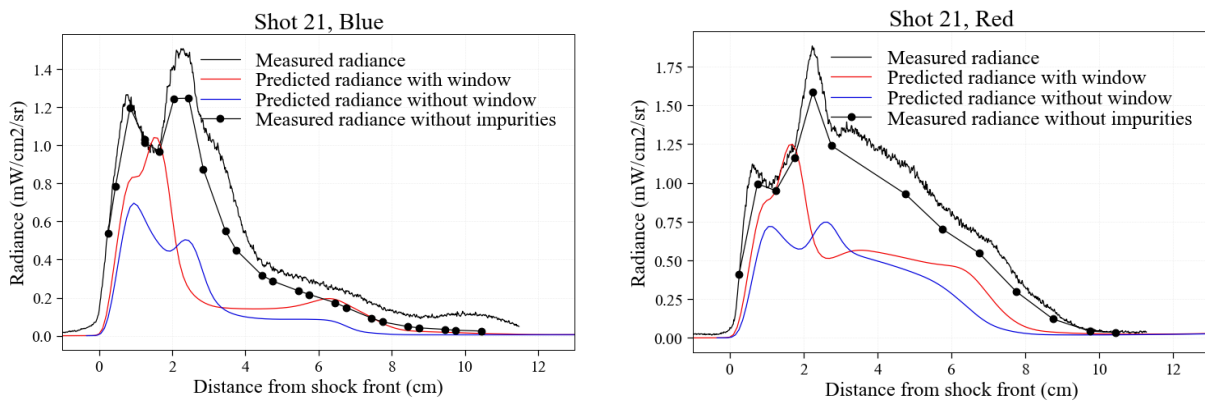 Shot 21, Blue
Measured radiance
Predicted radiance with window
Predicted radiance without window
Measured radiance without impurities
Radiance (mW/cm2/sr)
1.4
1.2
1.0
0.8
0.6
0.4
0.2
0.0
0 2 4 6 8 10 12
Distance from shock front (cm)
Shot 21, Red
Measured radiance
Predicted radiance with window
Predicted radiance without window
Measured radiance without impurities
Radiance (mW/cm2/sr)
1.75
1.50
1.25
1.00
0.75
0.50
0.25
0.00
0 2 4 6 8 10 12
Distance from shock front (cm)